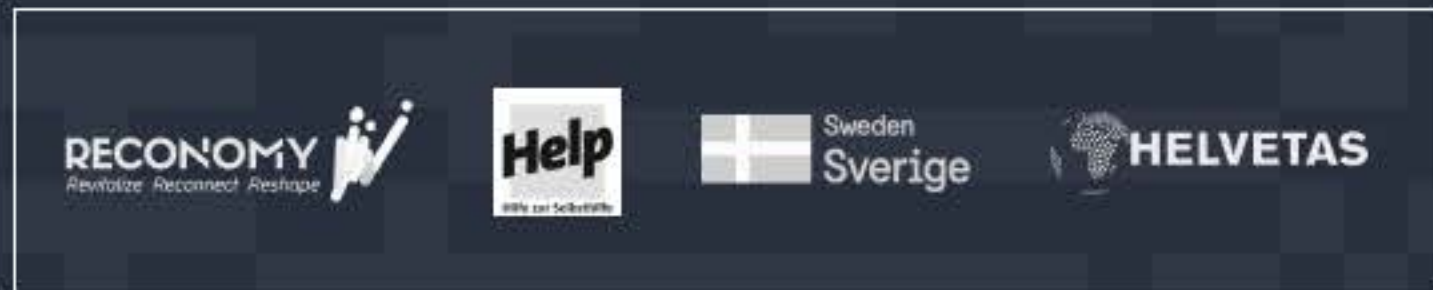 RECONOMY
Revitalize Reconnect Reshape
Help
Hilfe zur Selbsthilfe
Sweden
Sverige
HELVETAS